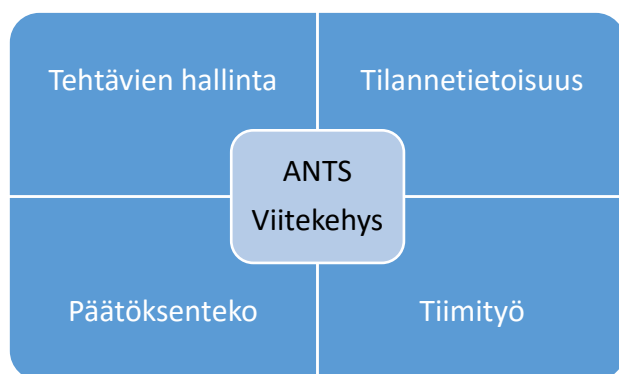 Tehtävien hallinta
Tilannetietoisuus
ANTS
Viitekehys
Päätöksenteko
Tiimityö